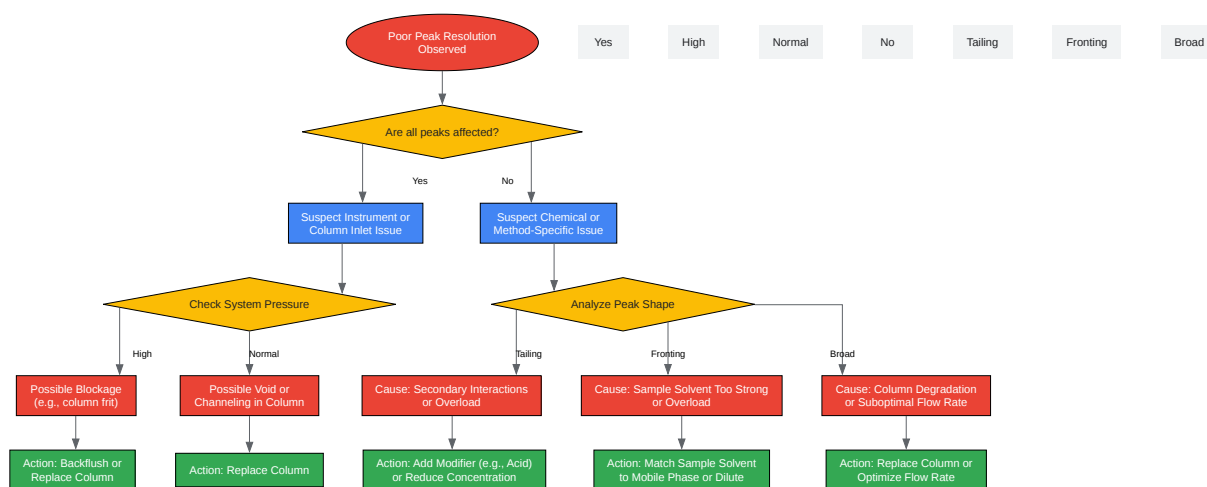 Poor Peak Resolution
Observed
Yes
High
Normal
No
Tailing
Fronting
Broad
Are all peaks affected?
Yes
No
Suspect Instrument or
Column Inlet Issue
Suspect Chemical or
Method-Specific Issue
Check System Pressure
Analyze Peak Shape
High
Normal
Tailing
Fronting
Broad
Possible Blockage
(e.g., column frit)
Possible Void or
Channeling in Column
Cause: Secondary Interactions
or Overload
Cause: Sample Solvent Too Strong
or Overload
Cause: Column Degradation
or Suboptimal Flow Rate
Action: Backflush or
Replace Column
Action: Replace Column
Action: Add Modifier (e.g., Acid)
or Reduce Concentration
Action: Match Sample Solvent
to Mobile Phase or Dilute
Action: Replace Column or
Optimize Flow Rate